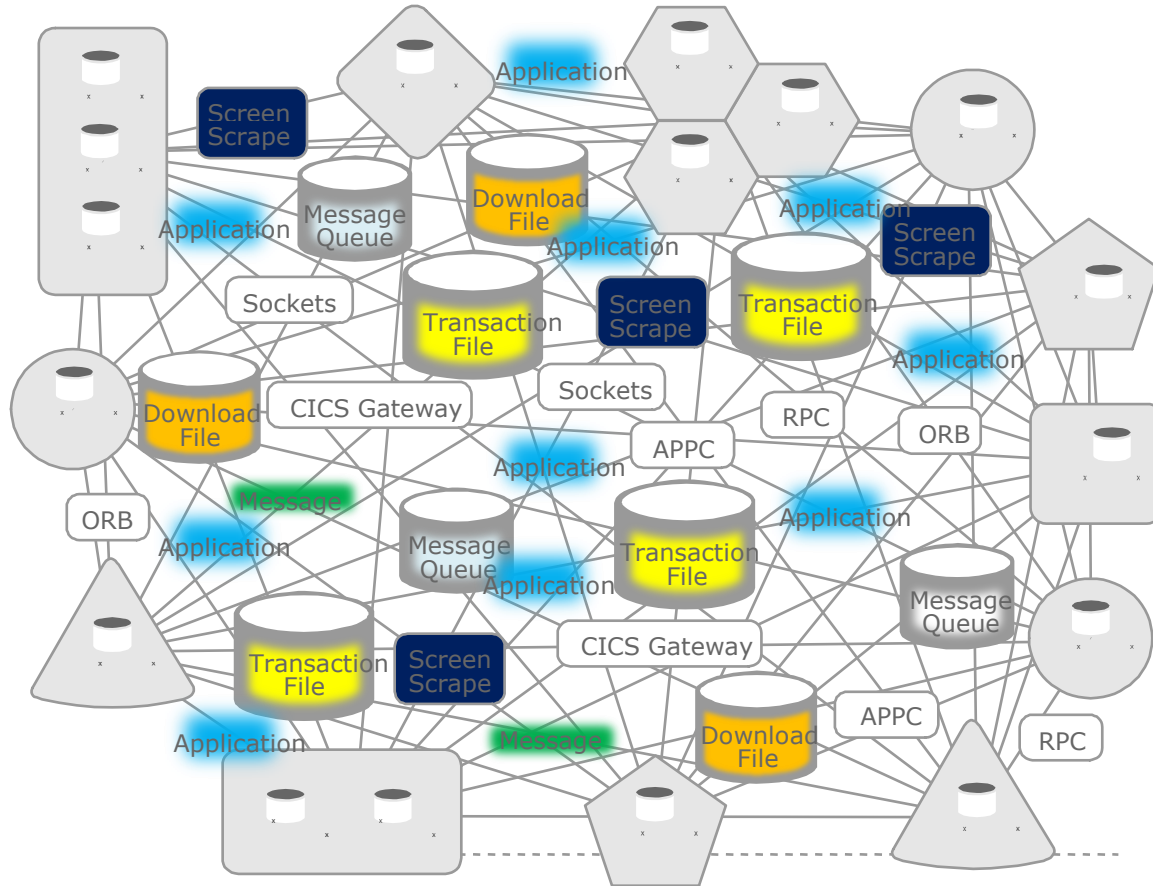 Application
Screen
Scrape
Download
File
Message
Queue
Application
Application
Application
Screen
Scrape
Sockets
Transaction
File
Screen
Scrape
Transaction
File
Application
Sockets
CICS Gateway
Download
File
RPC
ORB
APPC
Application
Message
ORB
Application
Application
Message
Queue
Transaction
File
Application
Message
Queue
CICS Gateway
Transaction
File
Screen
Scrape
Application
Message
Download
File
APPC
RPC